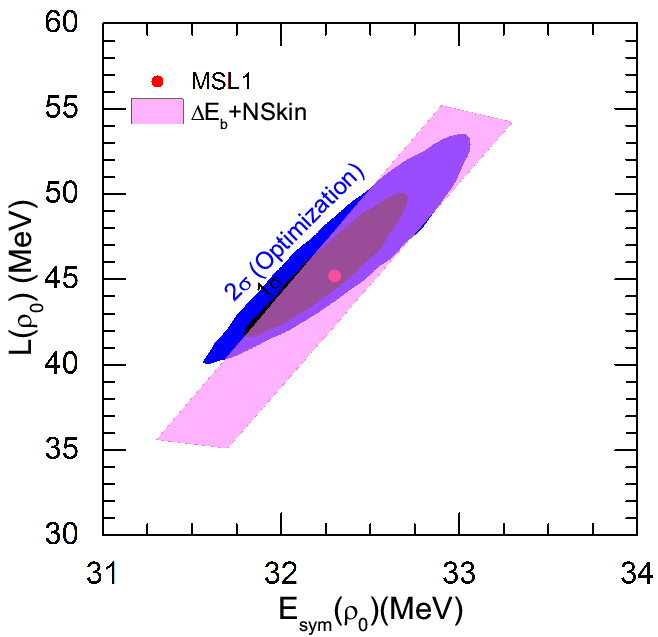 60
55
50
45
40
35
30
L(ρ₀) (MeV)
MSL1
ΔE_b+NSkin
2σ (Optimization)
1σ
31
32
33
34
E_sym(ρ₀)(MeV)